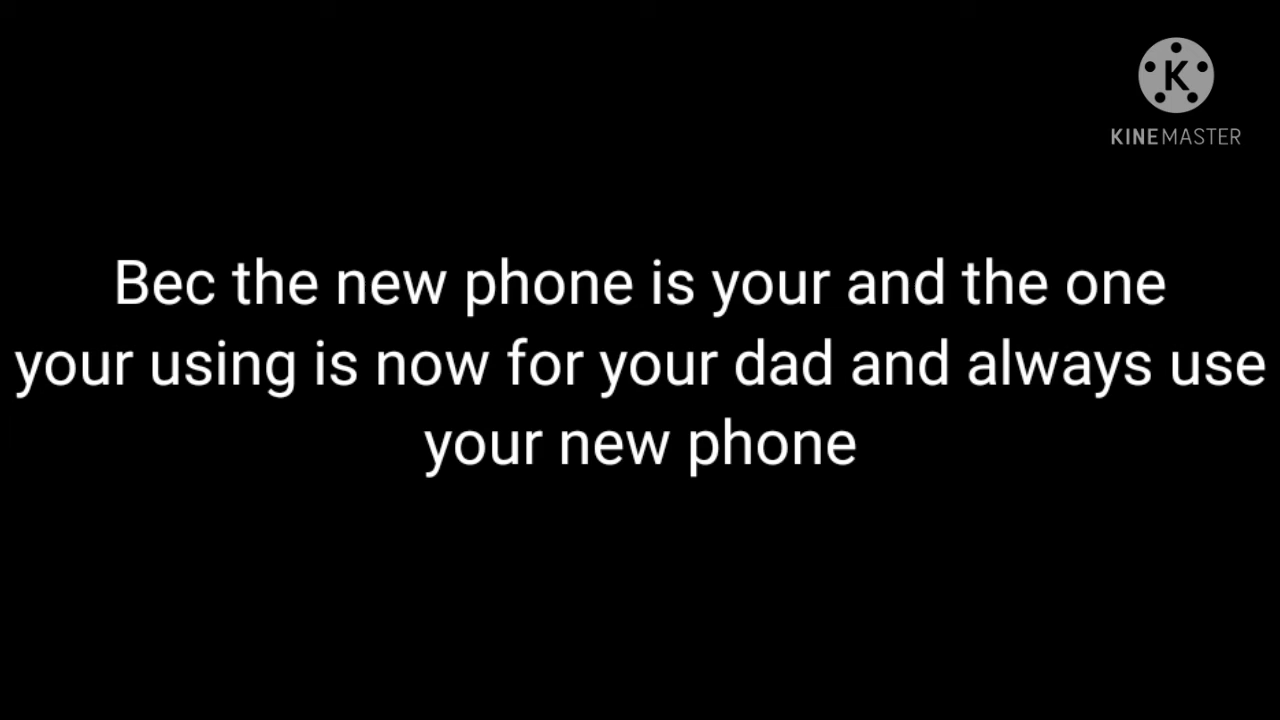 K
KINEMASTER
Bec the new phone is your and the one
your using is now for your dad and always use
your new phone